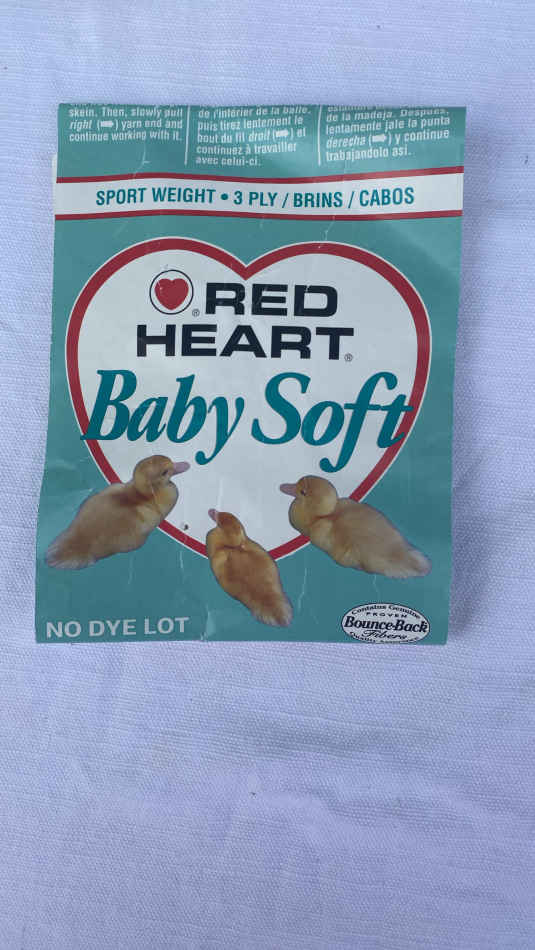 skein. Then, slowly pull
right (➡) yarn end and
continue working with it.
de l'intérieur de la balle,
puis tirez lentement le
bout du fil droit (➡) et
continuez à travailler
avec celui-ci.
de la madeja. Después,
lentamente jale la punta
derecha (➡) y continue
trabajandolo asi.
SPORT WEIGHT • 3 PLY / BRINS / CABOS
® RED
HEART®
Baby Soft
NO DYE LOT
Contains Genuine
PROVEN
Bounce-Back
Fibers